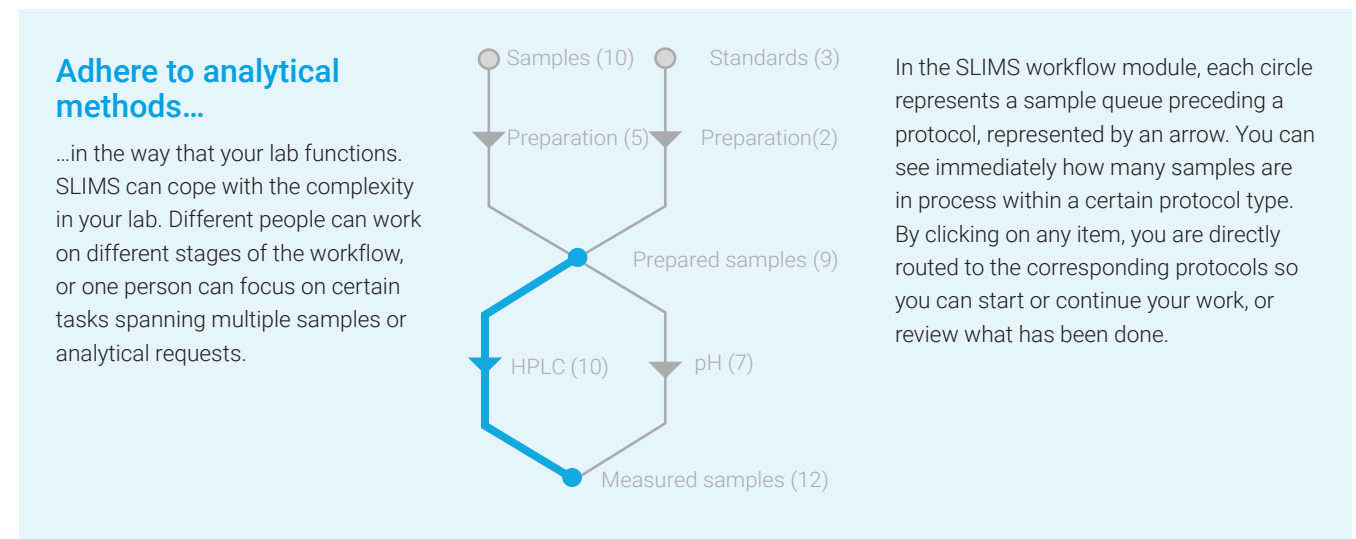 Adhere to analytical
methods…
…in the way that your lab functions.
SLIMS can cope with the complexity
in your lab. Different people can work
on different stages of the workflow,
or one person can focus on certain
tasks spanning multiple samples or
analytical requests.
Samples (10)
Standards (3)
Preparation (5)
Preparation(2)
Prepared samples (9)
HPLC (10)
pH (7)
Measured samples (12)
In the SLIMS workflow module, each circle
represents a sample queue preceding a
protocol, represented by an arrow. You can
see immediately how many samples are
in process within a certain protocol type.
By clicking on any item, you are directly
routed to the corresponding protocols so
you can start or continue your work, or
review what has been done.